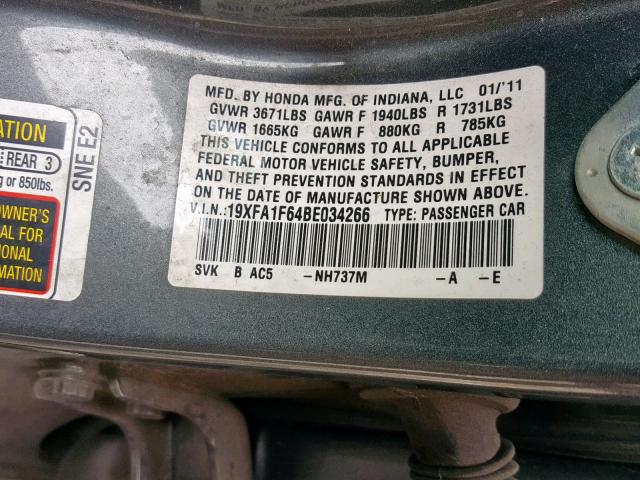 MFD. BY HONDA MFG. OF INDIANA, LLC 01/'11
GVWR 3671LBS GAWR F 1940LBS R 1731LBS
GVWR 1665KG GAWR F 880KG R 785KG
THIS VEHICLE CONFORMS TO ALL APPLICABLE
FEDERAL MOTOR VEHICLE SAFETY, BUMPER,
AND THEFT PREVENTION STANDARDS IN EFFECT
ON THE DATE OF MANUFACTURE SHOWN ABOVE.
V.I.N.:19XFA1F64BE034266 TYPE: PASSENGER CAR
SVK B AC5 -NH737M -A -E
ATION
REAR 3
g or 850lbs.
OWNER'S
AL FOR
IONAL
RMATION
SNE E2